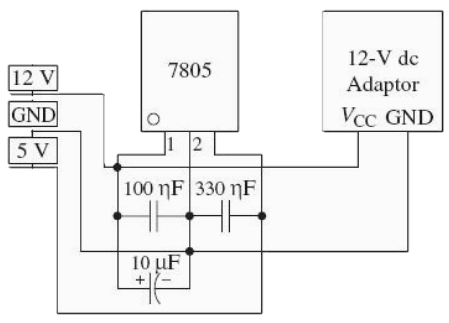 7805
12-V dc
Adaptor
VCC GND
12 V
GND
5 V
1 2
100 ηF 330 ηF
10 µF
+ −